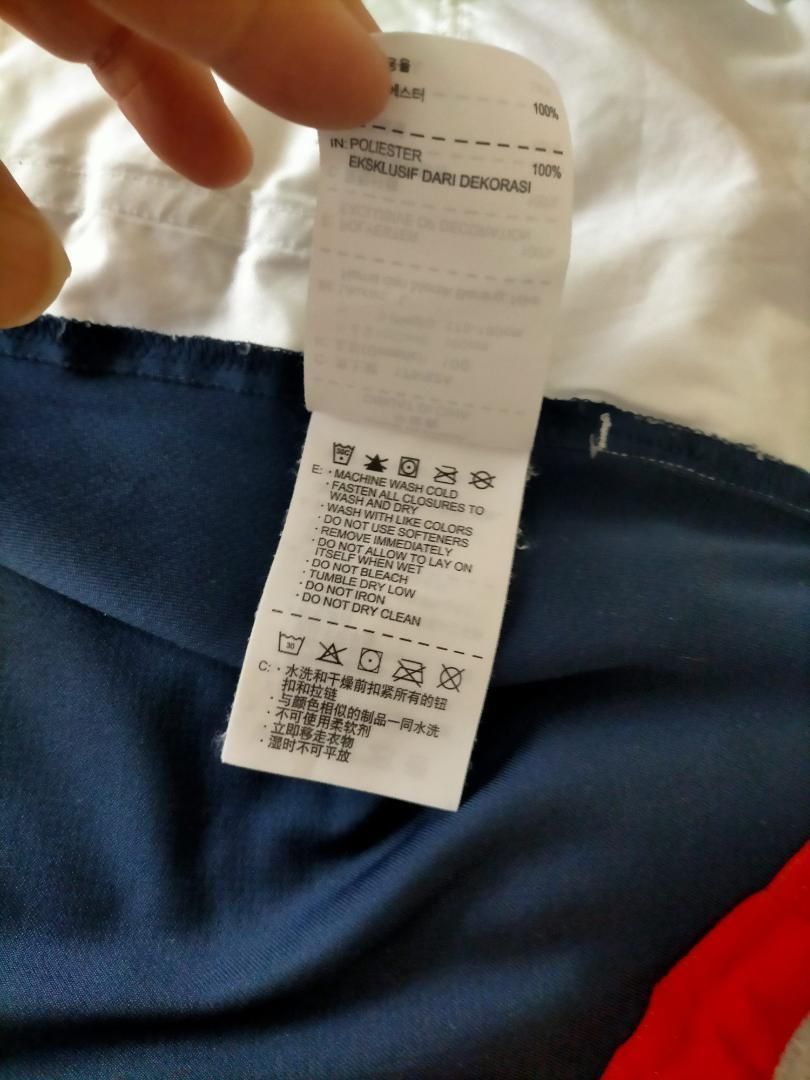 에스터 100%
IN: POLIESTER 100%
EKSKLUSIF DARI DEKORASI
30C
E: · MACHINE WASH COLD
· FASTEN ALL CLOSURES TO
WASH AND DRY
· WASH WITH LIKE COLORS
· DO NOT USE SOFTENERS
· REMOVE IMMEDIATELY
· DO NOT ALLOW TO LAY ON
ITSELF WHEN WET
· DO NOT BLEACH
· TUMBLE DRY LOW
· DO NOT IRON
· DO NOT DRY CLEAN
30
C: · 水洗和干燥前扣紧所有的钮
扣和拉链
· 与颜色相似的制品一同水洗
· 不可使用柔软剂
· 立即移走衣物
· 湿时不可平放